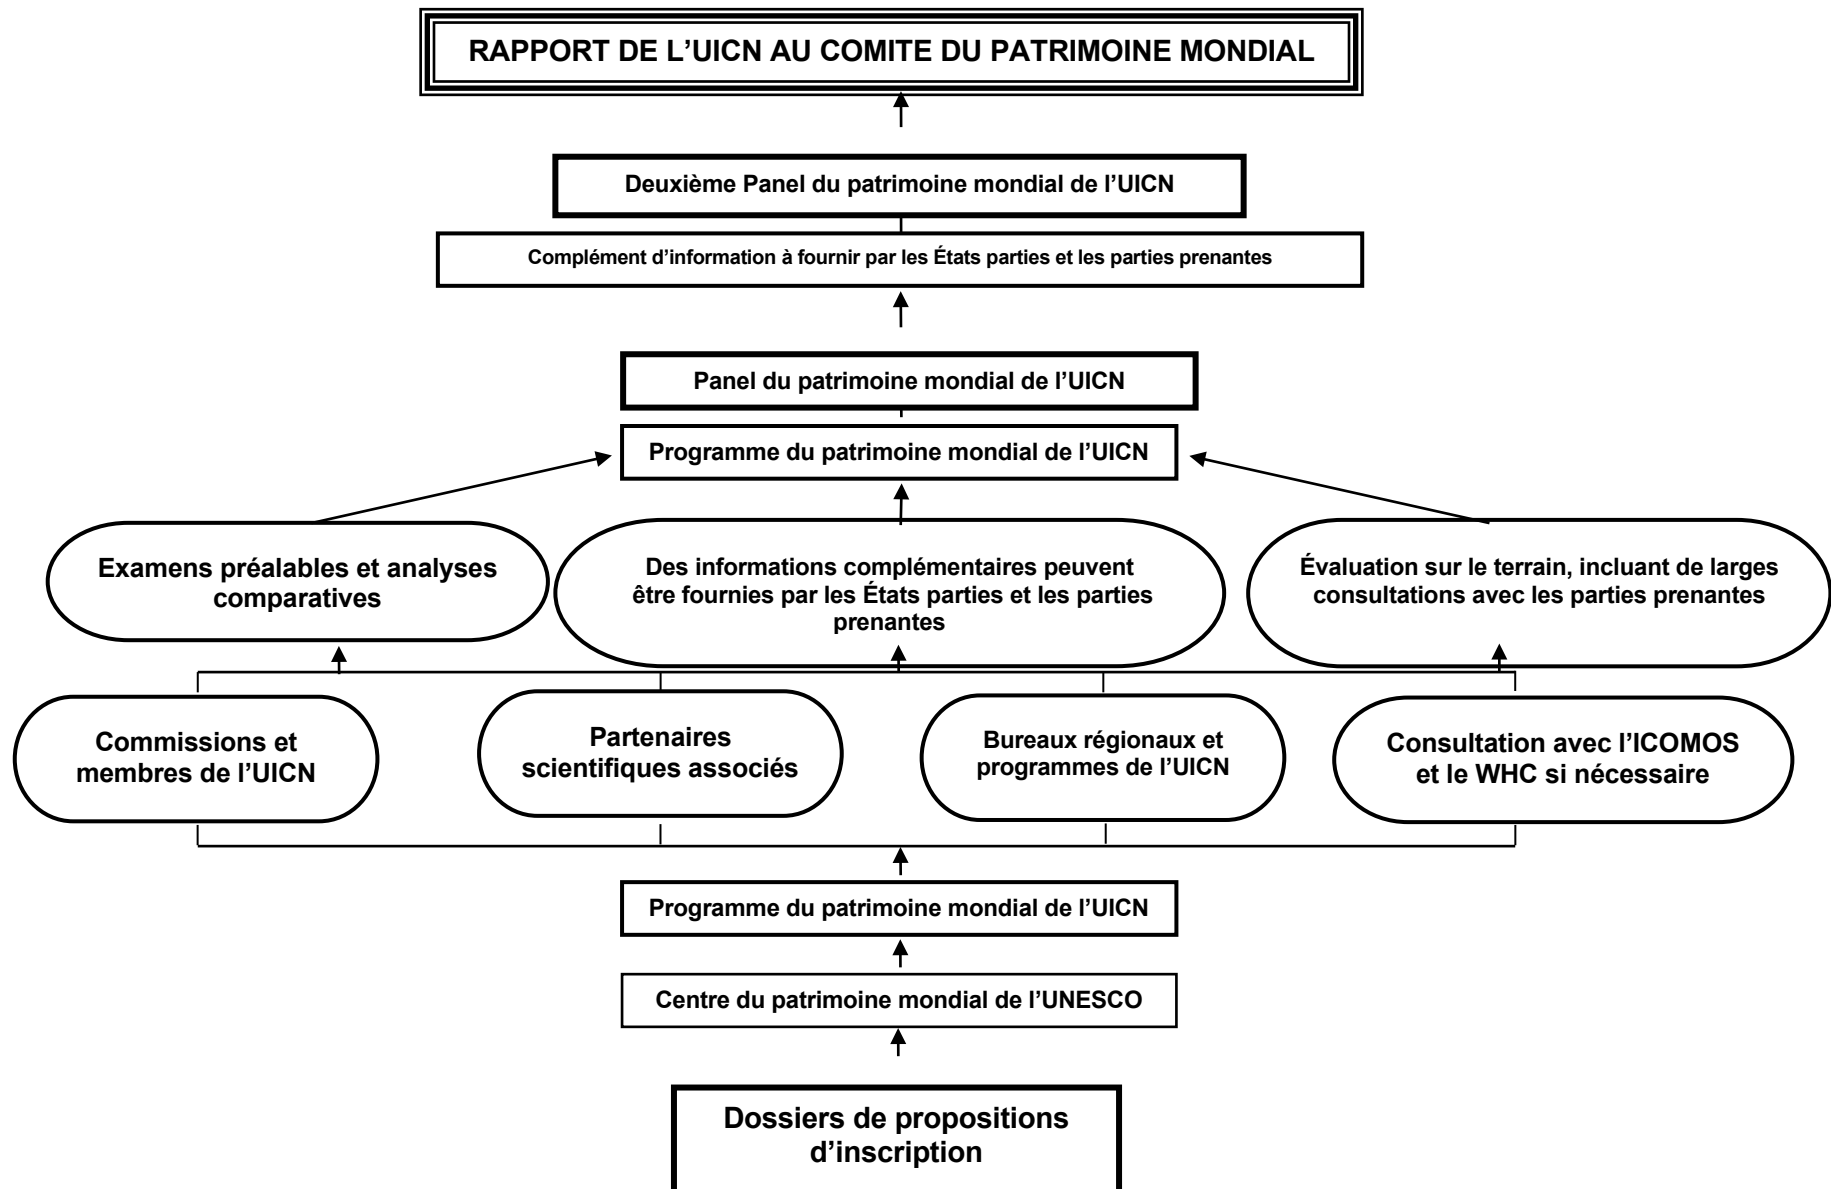 RAPPORT DE L’UICN AU COMITE DU PATRIMOINE MONDIAL
Deuxième Panel du patrimoine mondial de l’UICN
Complément d’information à fournir par les États parties et les parties prenantes
Panel du patrimoine mondial de l’UICN
Programme du patrimoine mondial de l’UICN
Examens préalables et analyses
comparatives
Des informations complémentaires peuvent
être fournies par les États parties et les parties
prenantes
Évaluation sur le terrain, incluant de larges
consultations avec les parties prenantes
Commissions et
membres de l’UICN
Partenaires
scientifiques associés
Bureaux régionaux et
programmes de l’UICN
Consultation avec l’ICOMOS
et le WHC si nécessaire
Programme du patrimoine mondial de l’UICN
Centre du patrimoine mondial de l’UNESCO
Dossiers de propositions
d’inscription